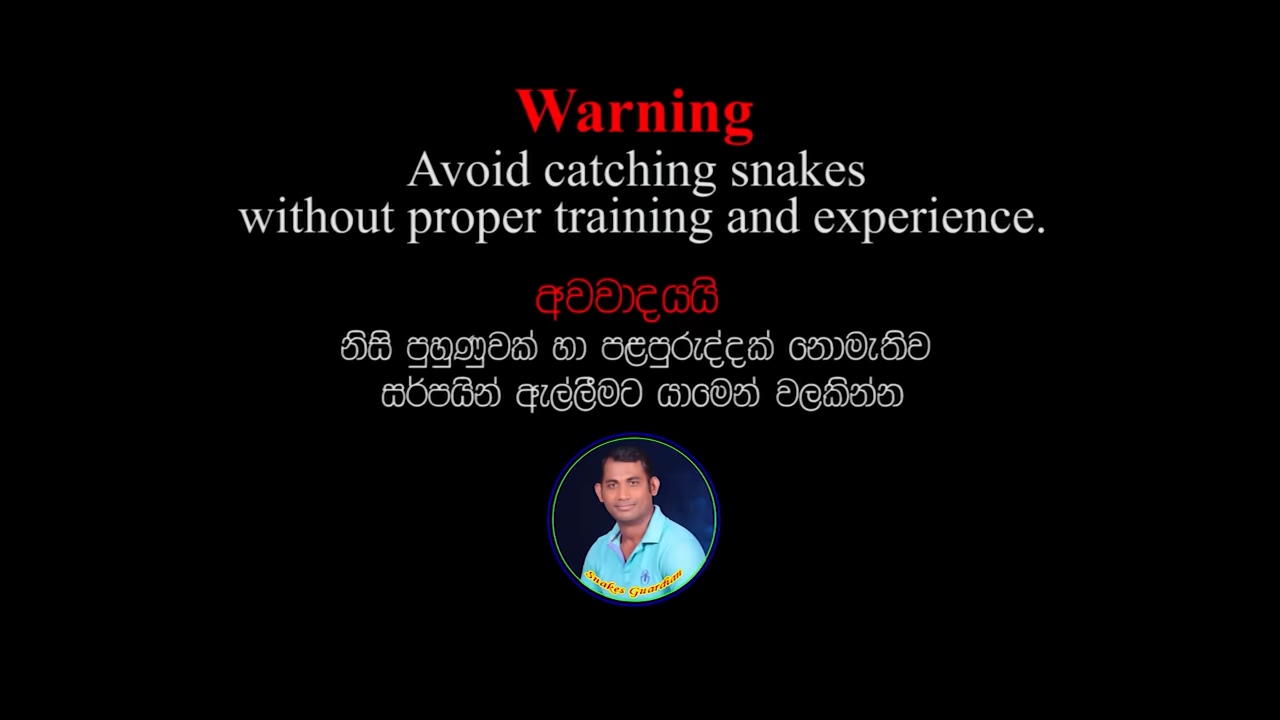 Warning
Avoid catching snakes
without proper training and experience.
අවවාදයයි
නිසි පුහුණුවක් හා පළපුරුද්දක් නොමැතිව
සර්පයින් ඇල්ලීමට යාමෙන් වලකින්න
Snakes Guardian